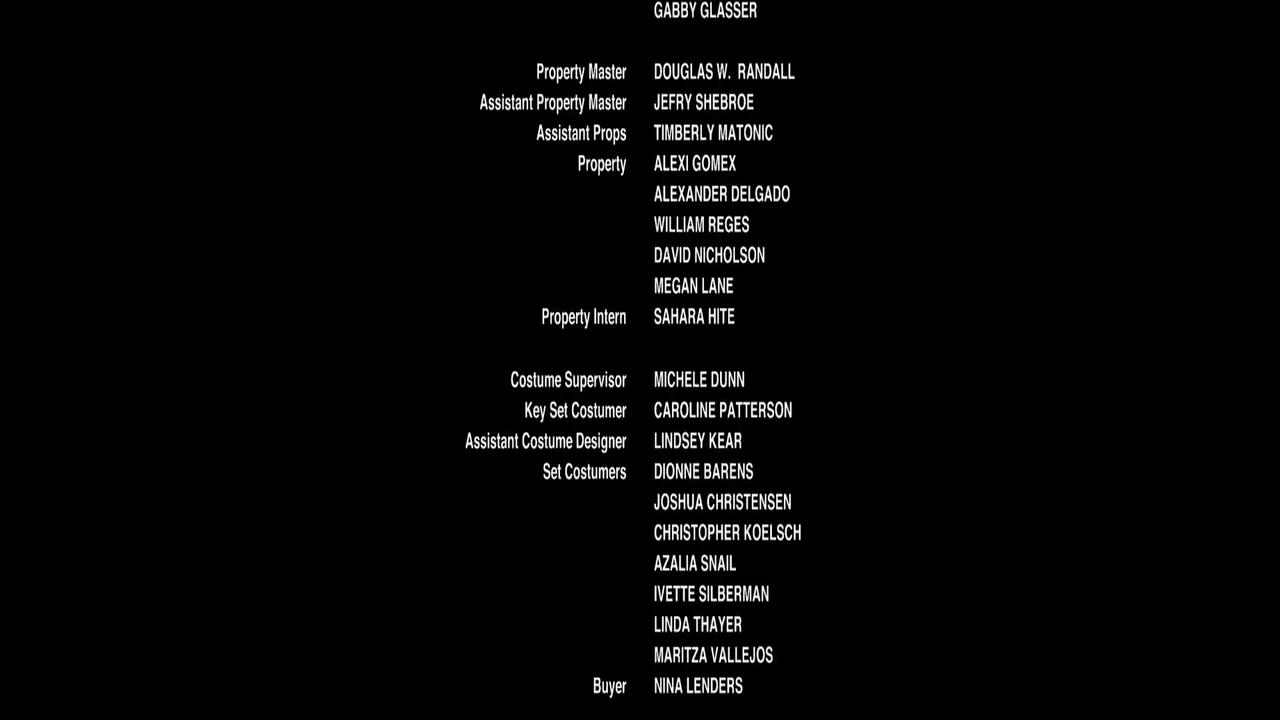 GABBY GLASSER
Property Master DOUGLAS W. RANDALL
Assistant Property Master JEFRY SHEBROE
Assistant Props TIMBERLY MATONIC
Property ALEXI GOMEX
ALEXANDER DELGADO
WILLIAM REGES
DAVID NICHOLSON
MEGAN LANE
Property Intern SAHARA HITE
Costume Supervisor MICHELE DUNN
Key Set Costumer CAROLINE PATTERSON
Assistant Costume Designer LINDSEY KEAR
Set Costumers DIONNE BARENS
JOSHUA CHRISTENSEN
CHRISTOPHER KOELSCH
AZALIA SNAIL
IVETTE SILBERMAN
LINDA THAYER
MARITZA VALLEJOS
Buyer NINA LENDERS